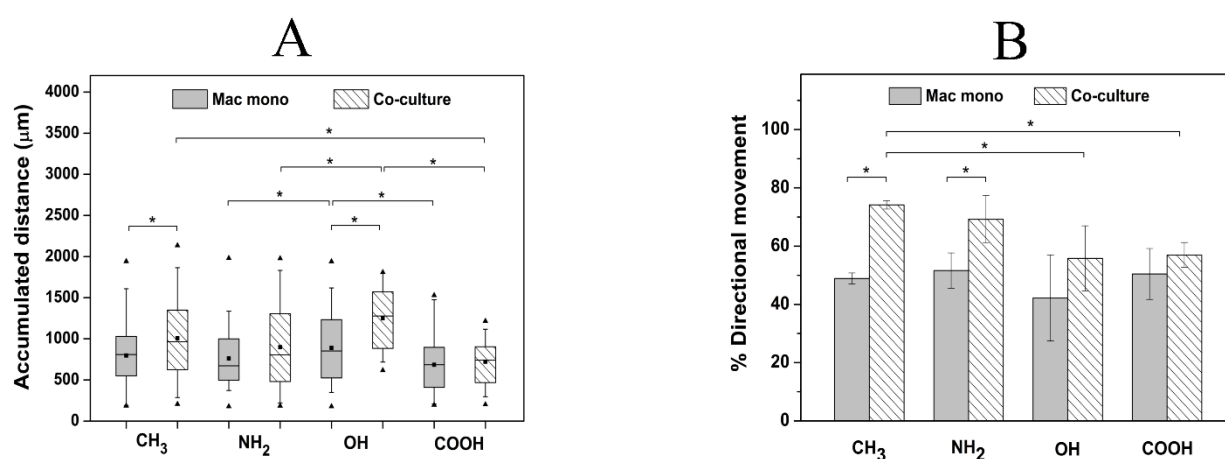 A
Accumulated distance (μm)
4000
3500
3000
2500
2000
1500
1000
500
0
Mac mono
Co-culture
*
*
*
*
*
*
*
CH₃
NH₂
OH
COOH
B
% Directional movement
100
80
60
40
20
0
Mac mono
Co-culture
*
*
*
*
CH₃
NH₂
OH
COOH